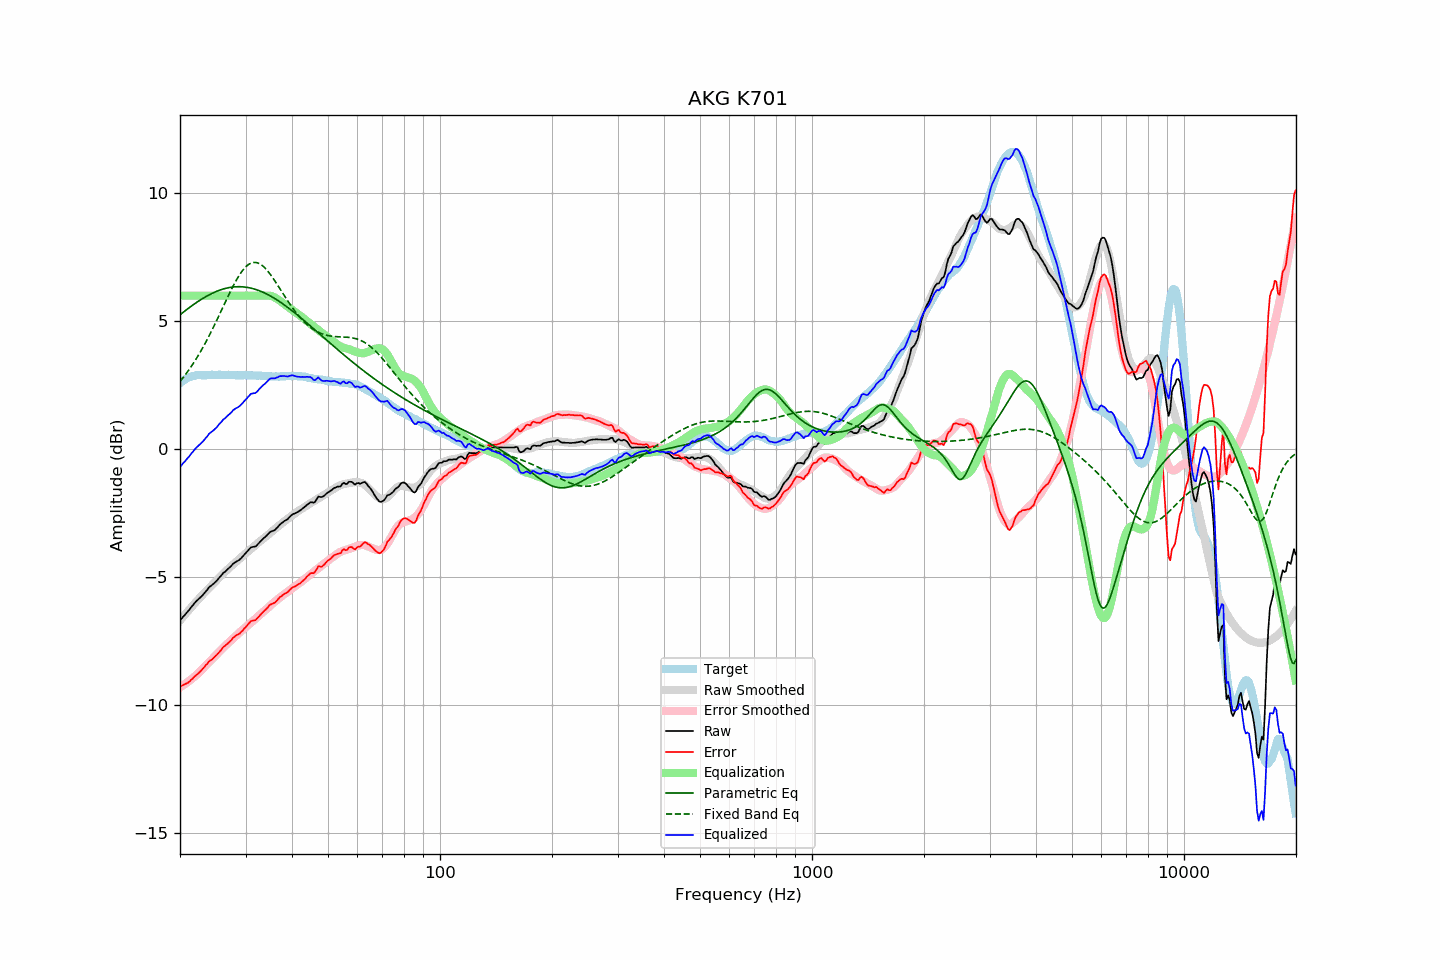 AKG K701
Amplitude (dBr)
10
5
0
−5
−10
−15
100
1000
10000
Frequency (Hz)
Target
Raw Smoothed
Error Smoothed
Raw
Error
Equalization
Parametric Eq
Fixed Band Eq
Equalized